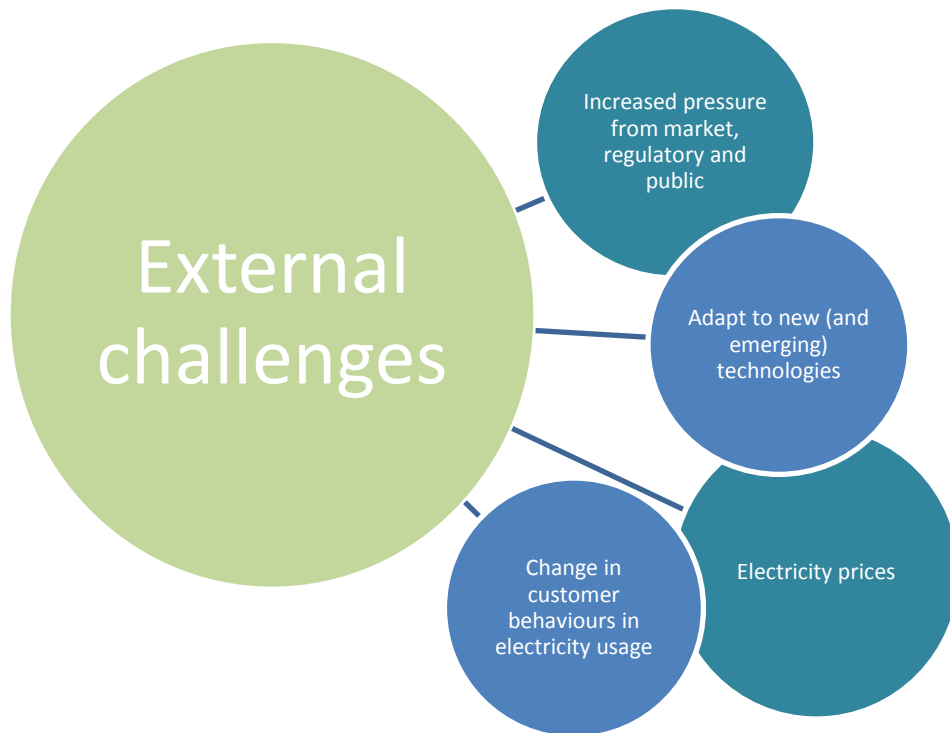 External
challenges
Increased pressure
from market,
regulatory and
public
Adapt to new (and
emerging)
technologies
Electricity prices
Change in
customer
behaviours in
electricity usage